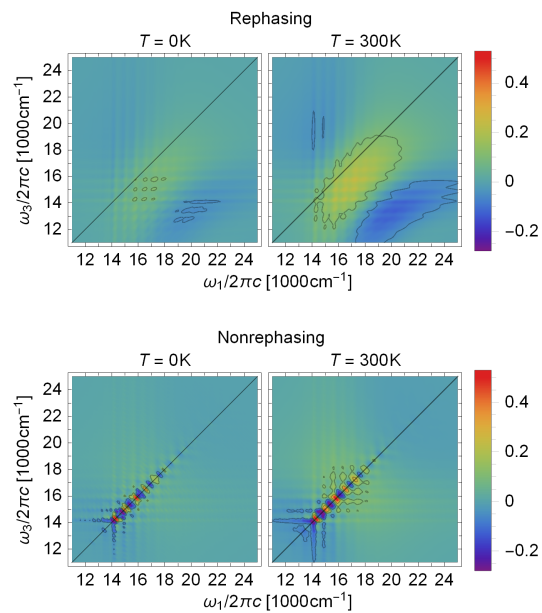 Rephasing
T = 0K
T = 300K
24
22
20
18
16
14
12
ω3/2πc [1000cm−1]
12 14 16 18 20 22 24
12 14 16 18 20 22 24
ω1/2πc [1000cm−1]
0.4
0.2
0
−0.2
Nonrephasing
T = 0K
T = 300K
24
22
20
18
16
14
12
ω3/2πc [1000cm−1]
12 14 16 18 20 22 24
12 14 16 18 20 22 24
ω1/2πc [1000cm−1]
0.4
0.2
0
−0.2